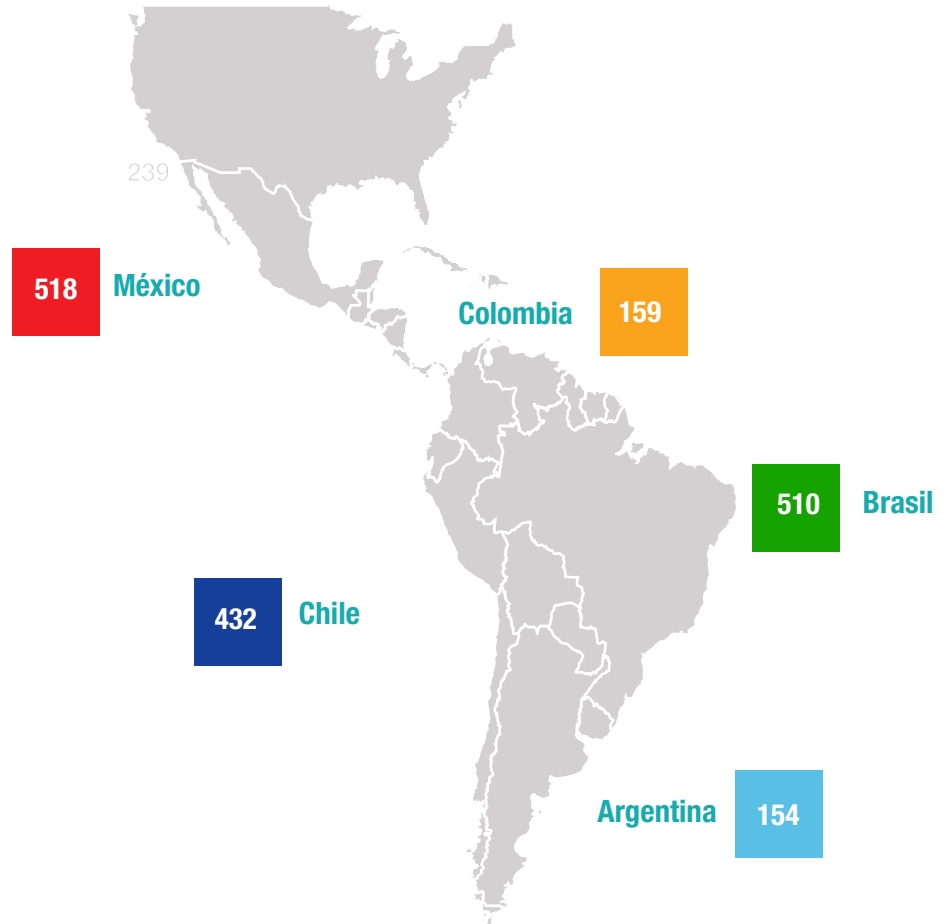 239
518 México
Colombia 159
510 Brasil
432 Chile
Argentina 154